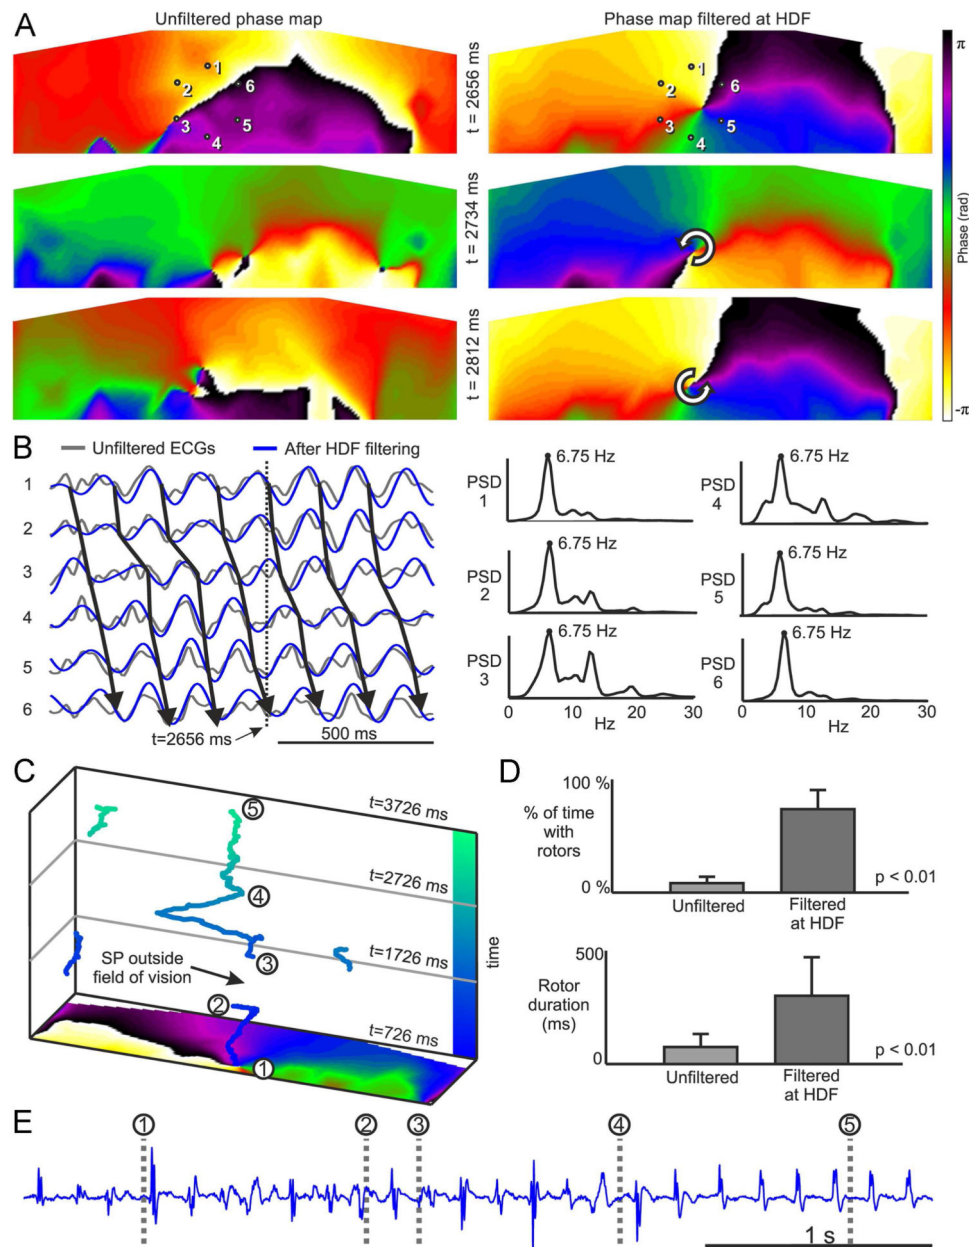 A
Unfiltered phase map
Phase map filtered at HDF
1
2
3
4
5
6
t = 2656 ms
1
2
3
4
5
6
π
Phase (rad)
-π
t = 2734 ms
t = 2812 ms
B
Unfiltered ECGs
After HDF filtering
1
2
3
4
5
6
t=2656 ms
500 ms
PSD 1
6.75 Hz
PSD 2
6.75 Hz
PSD 3
6.75 Hz
0 10 20 30
Hz
PSD 4
6.75 Hz
PSD 5
6.75 Hz
PSD 6
6.75 Hz
0 10 20 30
Hz
C
t=3726 ms
t=2726 ms
t=1726 ms
t=726 ms
time
5
4
3
SP outside
field of vision
2
1
D
100 %
% of time
with
rotors
0 %
Unfiltered
Filtered
at HDF
p < 0.01
500
Rotor
duration
(ms)
0
Unfiltered
Filtered
at HDF
p < 0.01
E
1
2
3
4
5
1 s